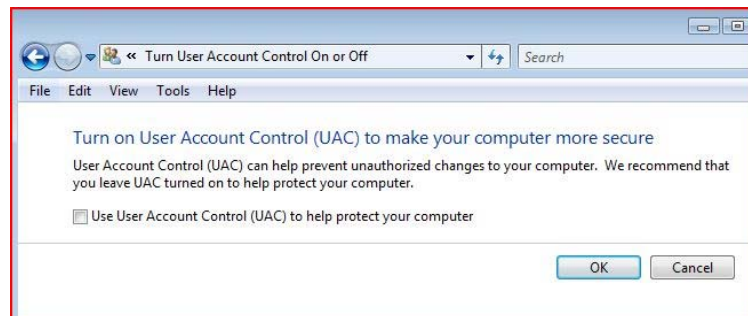 « Turn User Account Control On or Off
Search
File Edit View Tools Help
Turn on User Account Control (UAC) to make your computer more secure
User Account Control (UAC) can help prevent unauthorized changes to your computer. We recommend that
you leave UAC turned on to help protect your computer.
Use User Account Control (UAC) to help protect your computer
OK Cancel